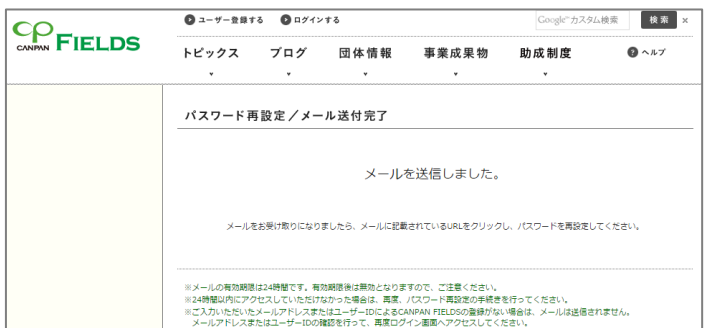 ユーザー登録する ログインする Google™ カスタム検索 検索 ×
CANPAN FIELDS
トピックス ブログ 団体情報 事業成果物 助成制度 ? ヘルプ
パスワード再設定／メール送付完了
メールを送信しました。
メールをお受け取りになりましたら、メールに記載されているURLをクリックし、パスワードを再設定してください。
※メールの有効期限は24時間です。有効期限後は無効となりますので、ご注意ください。
※24時間以内にアクセスしていただけなかった場合は、再度、パスワード再設定の手続きを行ってください。
※ご入力いただいたメールアドレスまたはユーザーIDによるCANPAN FIELDSの登録がない場合は、メールは送信されません。
メールアドレスまたはユーザーIDの確認を行って、再度ログイン画面へアクセスしてください。